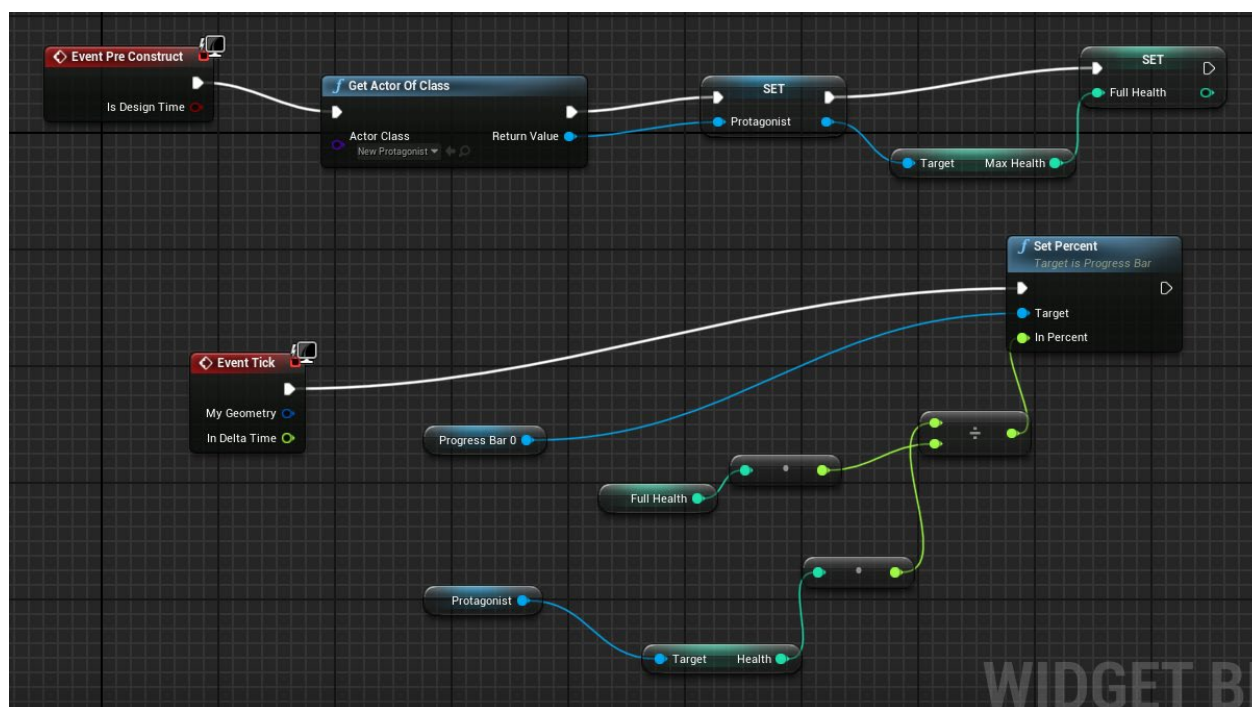 Event Pre Construct
Is Design Time
f Get Actor Of Class
Actor Class
New Protagonist
Return Value
SET
Protagonist
SET
Full Health
Target Max Health
f Set Percent
Target is Progress Bar
Target
In Percent
Event Tick
My Geometry
In Delta Time
Progress Bar 0
÷
Full Health
Protagonist
Target Health
WIDGET